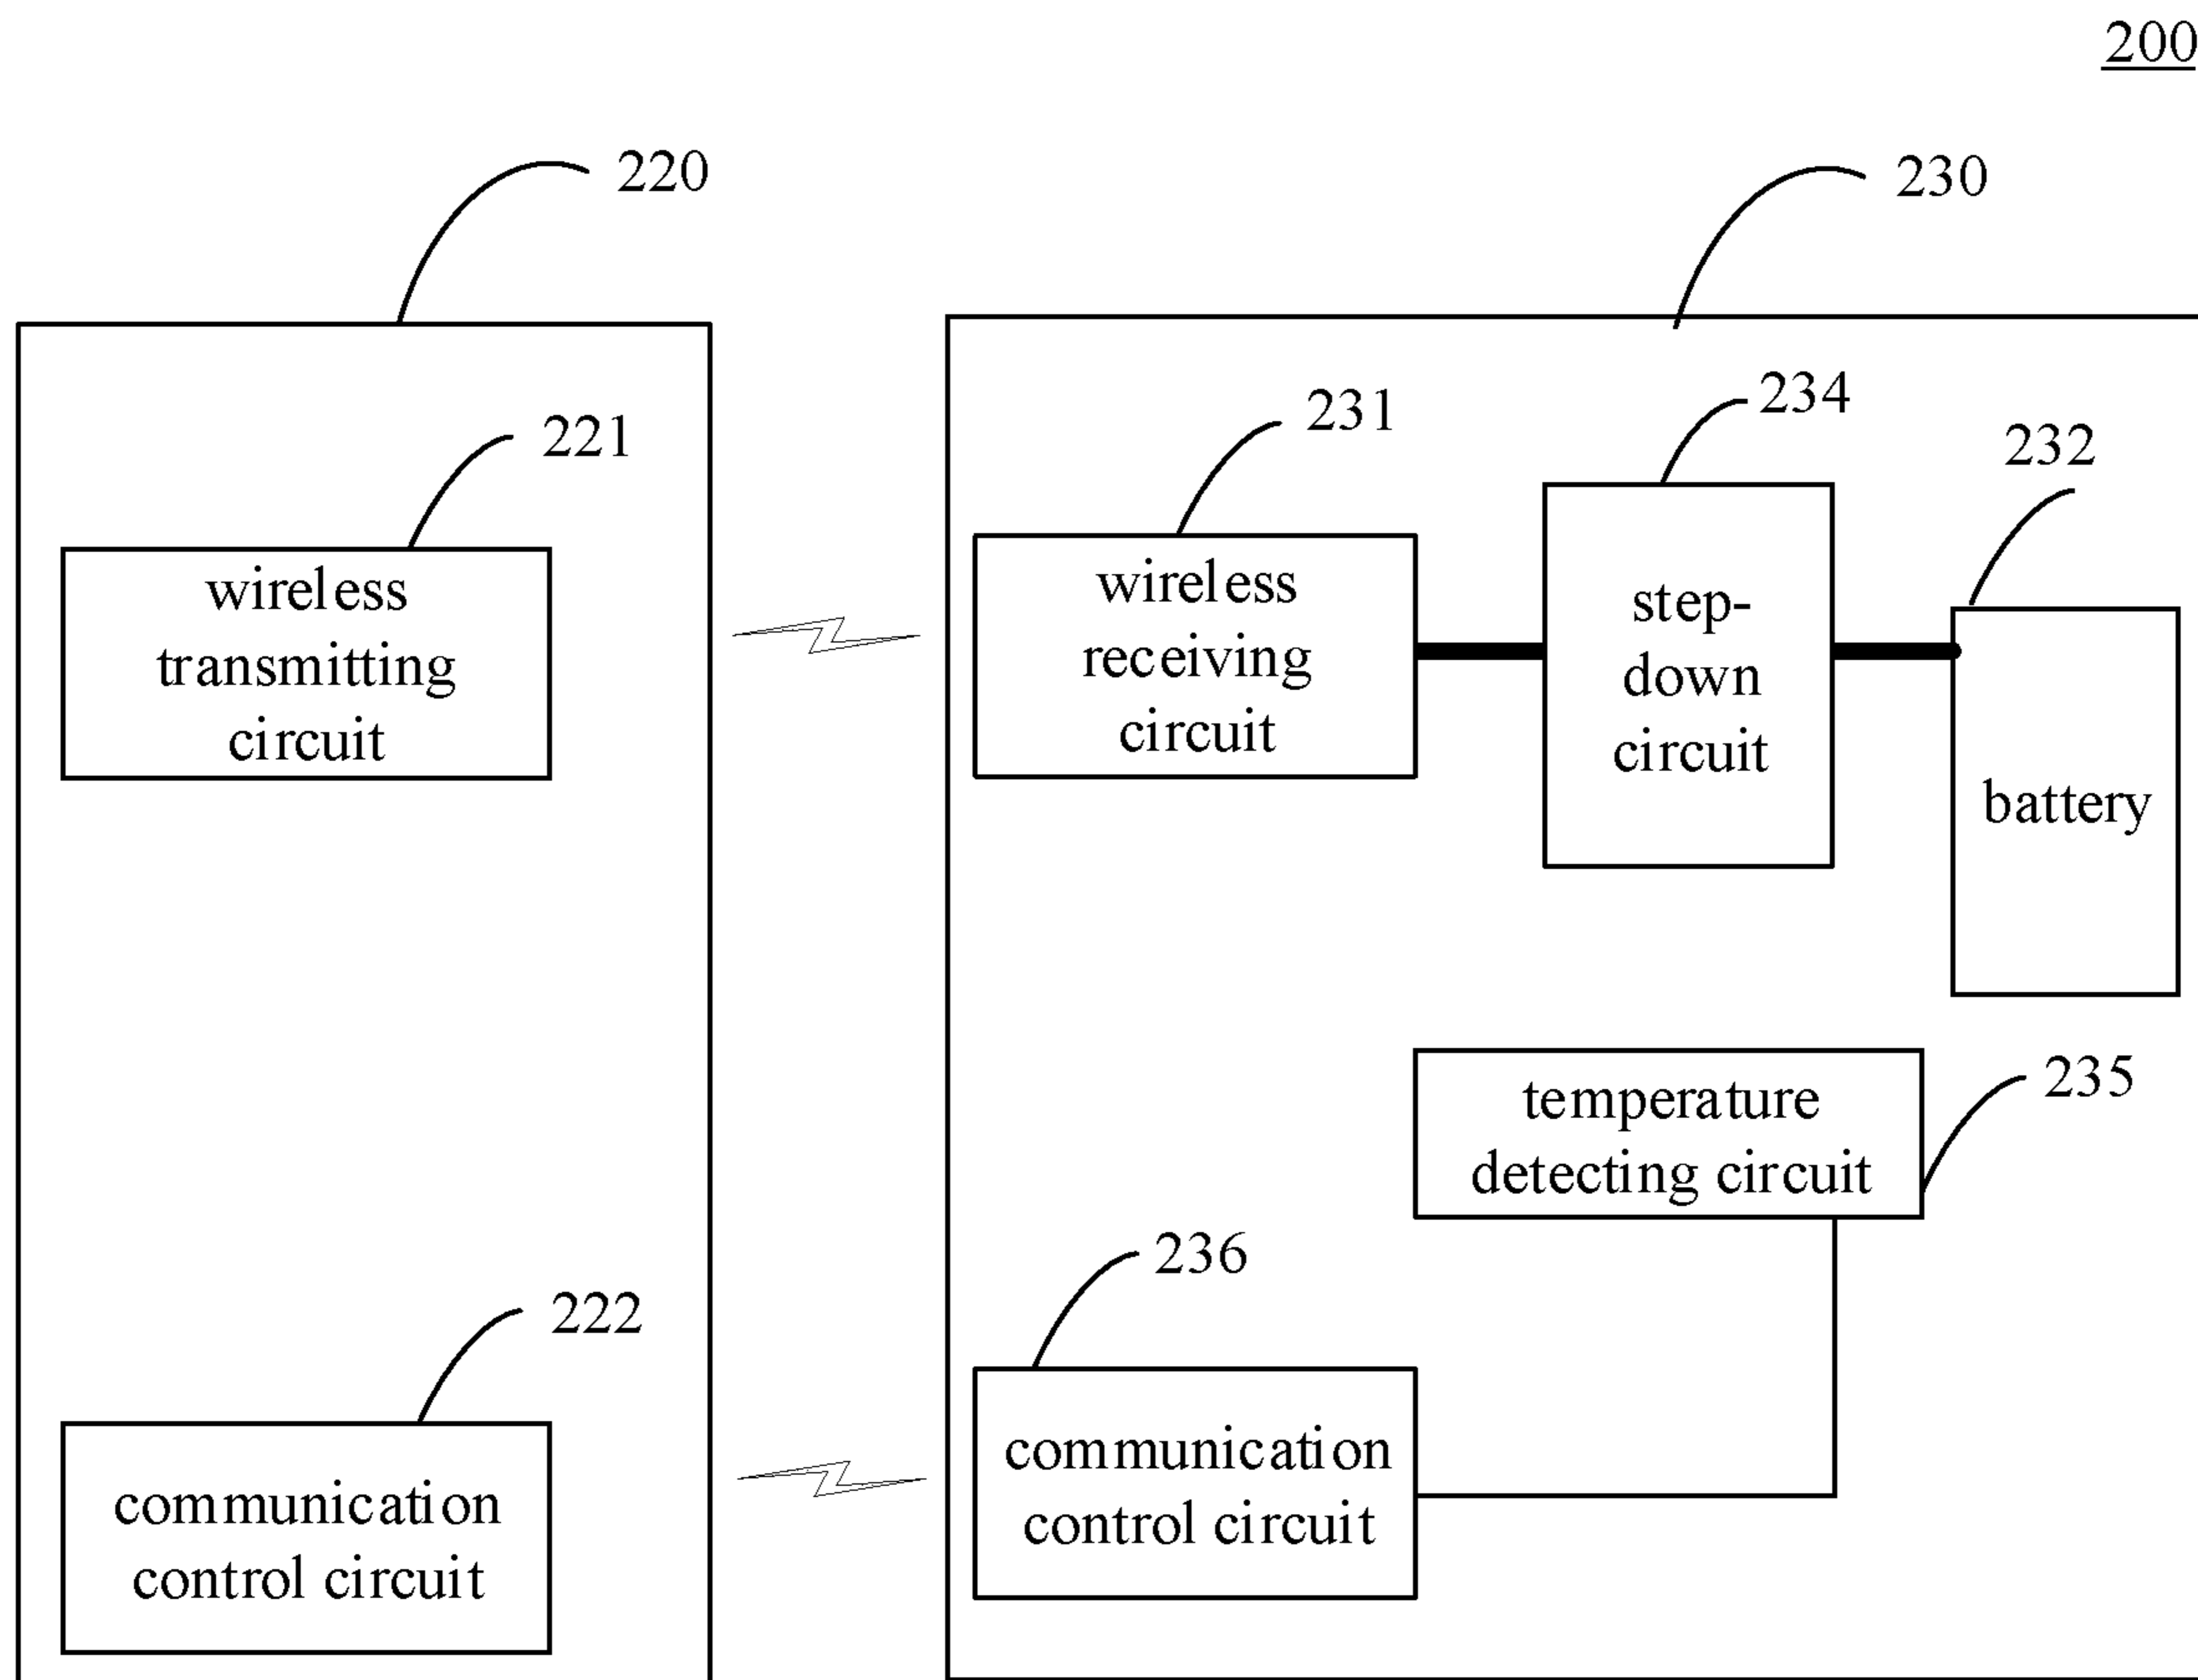 200
220
230
221
wireless
transmitting
circuit
231
wireless
receiving
circuit
234
step-
down
circuit
232
battery
temperature
detecting circuit
235
222
communication
control circuit
236
communication
control circuit